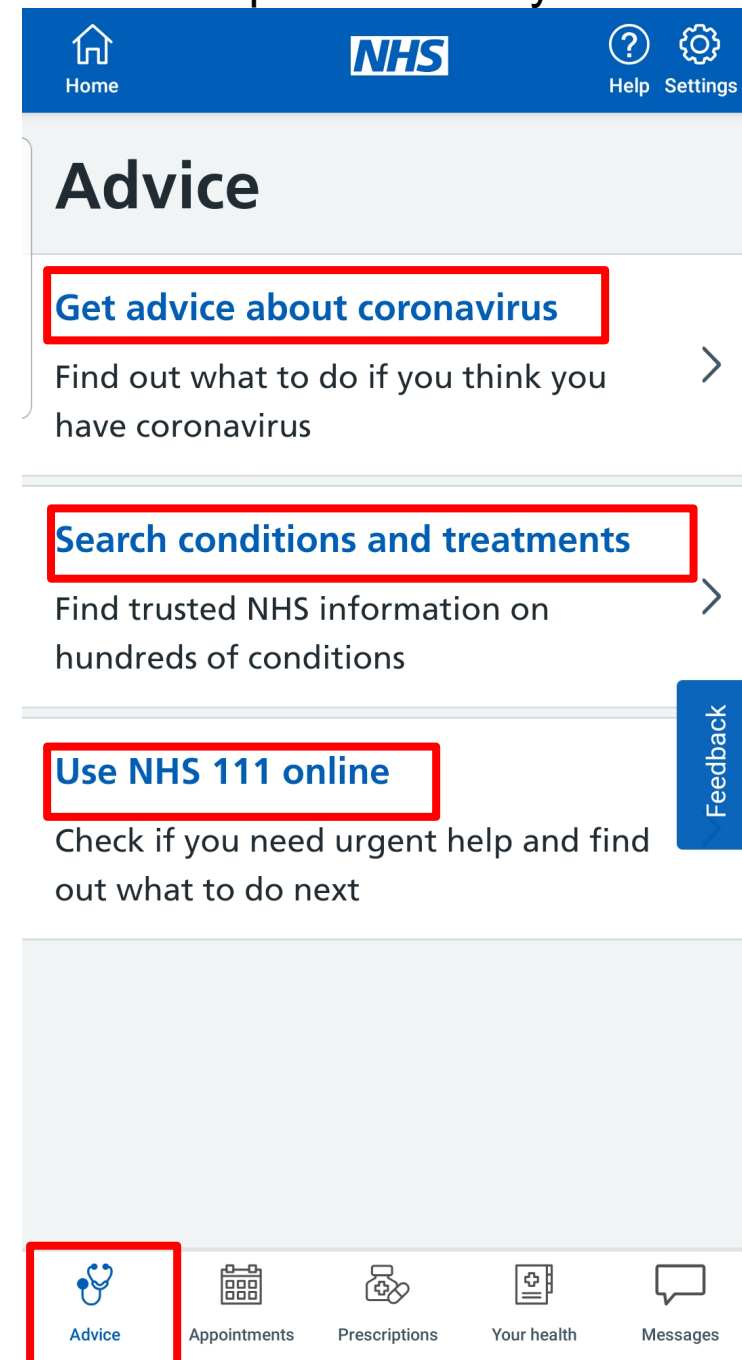 Home
NHS
Help Settings
Advice
Get advice about coronavirus
Find out what to do if you think you
have coronavirus
Search conditions and treatments
Find trusted NHS information on
hundreds of conditions
Feedback
Use NHS 111 online
Check if you need urgent help and find
out what to do next
Advice Appointments Prescriptions Your health Messages